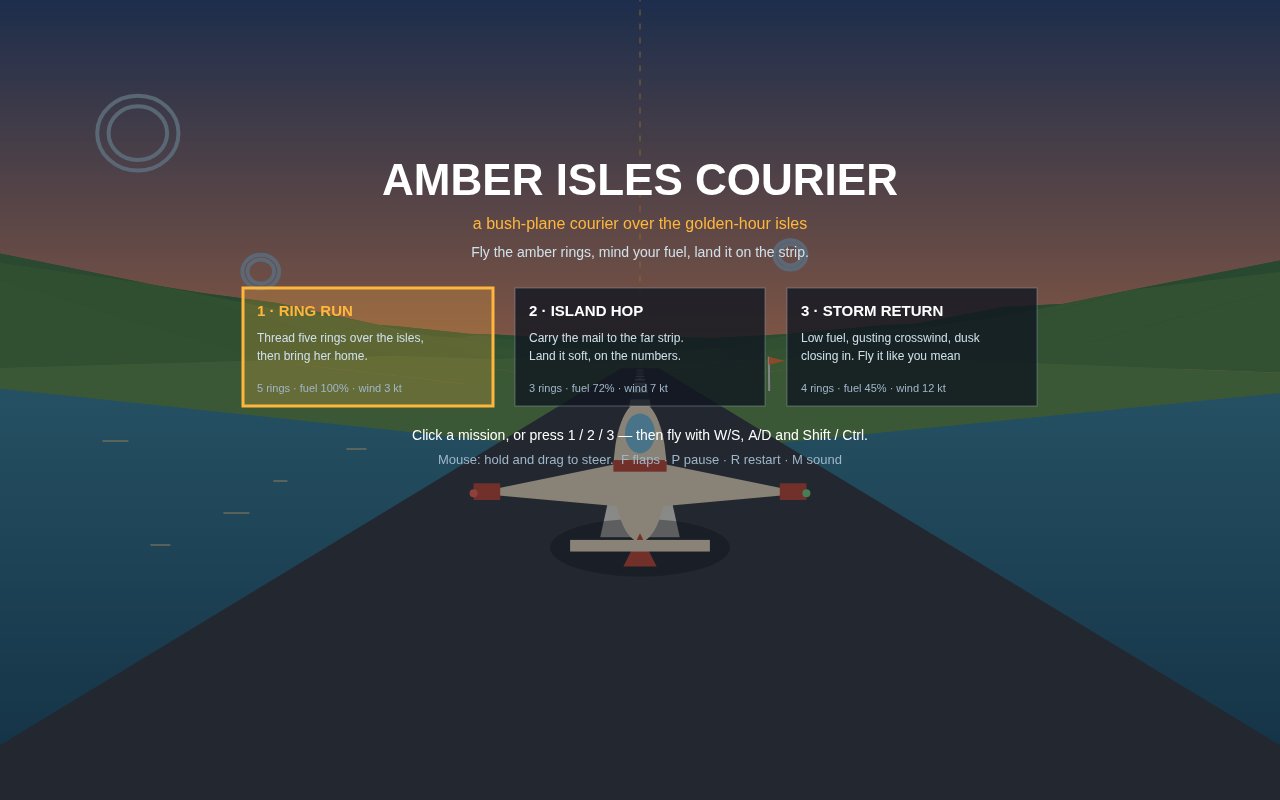 AMBER ISLES COURIER
a bush-plane courier over the golden-hour isles
Fly the amber rings, mind your fuel, land it on the strip.
1 · RING RUN
Thread five rings over the isles,
then bring her home.
5 rings · fuel 100% · wind 3 kt
2 · ISLAND HOP
Carry the mail to the far strip.
Land it soft, on the numbers.
3 rings · fuel 72% · wind 7 kt
3 · STORM RETURN
Low fuel, gusting crosswind, dusk
closing in. Fly it like you mean
4 rings · fuel 45% · wind 12 kt
Click a mission, or press 1 / 2 / 3 — then fly with W/S, A/D and Shift / Ctrl.
Mouse: hold and drag to steer. F flaps · P pause · R restart · M sound